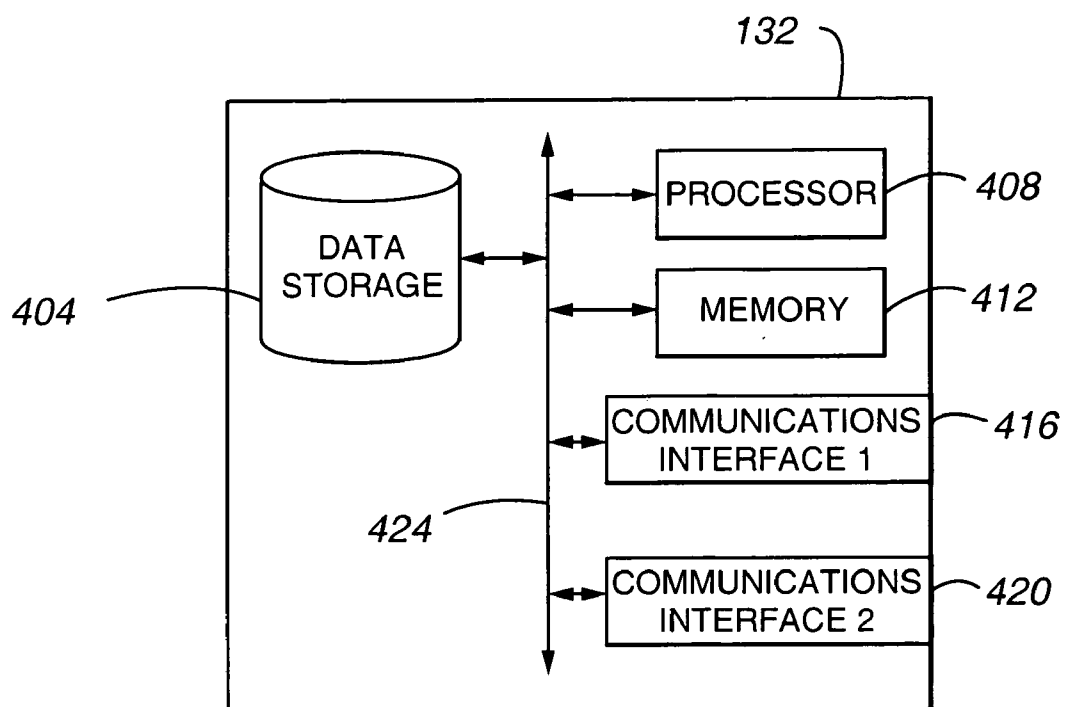 132
DATA
STORAGE
404
PROCESSOR
408
MEMORY
412
COMMUNICATIONS
INTERFACE 1
416
424
COMMUNICATIONS
INTERFACE 2
420